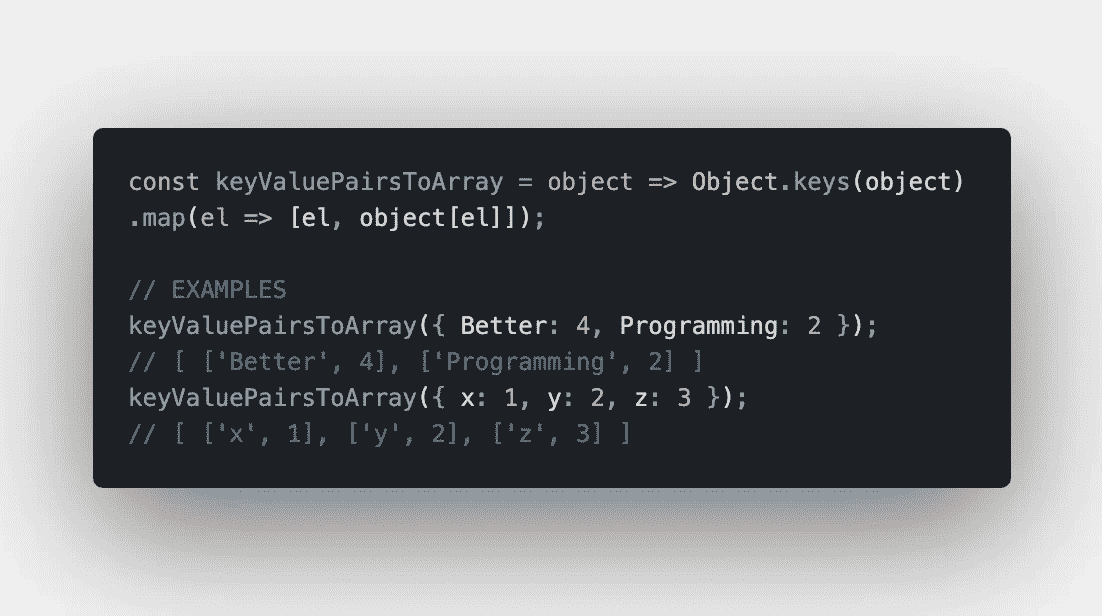 const keyValuePairsToArray = object => Object.keys(object)
.map(el => [el, object[el]]);
// EXAMPLES
keyValuePairsToArray({ Better: 4, Programming: 2 });
// [ ['Better', 4], ['Programming', 2] ]
keyValuePairsToArray({ x: 1, y: 2, z: 3 });
// [ ['x', 1], ['y', 2], ['z', 3] ]